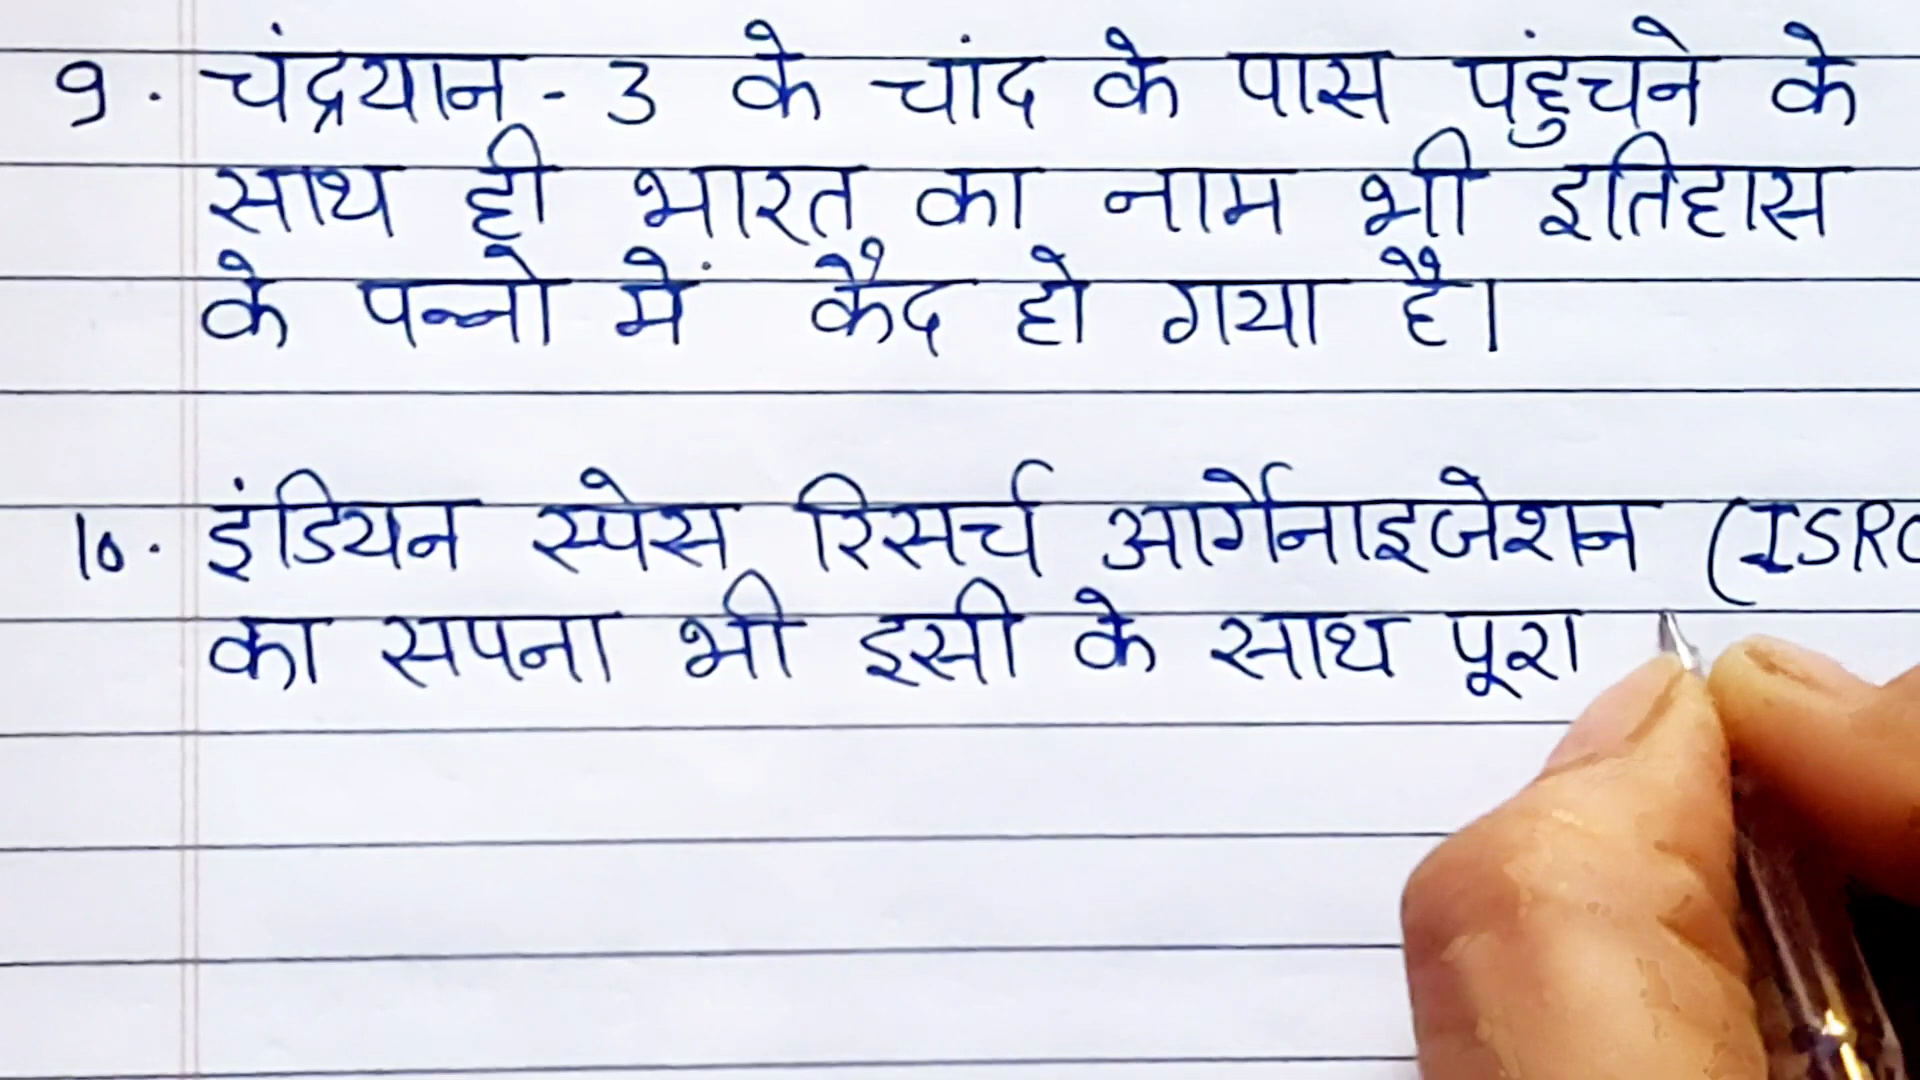 9. चंद्रयान - 3 के चांद के पास पहुंचने के
साथ ही भारत का नाम भी इतिहास
के पन्नो में कैद हो गया है।
10. इंडियन स्पेस रिसर्च आर्गेनाइजेशन (ISRO
का सपना भी इसी के साथ पूरा